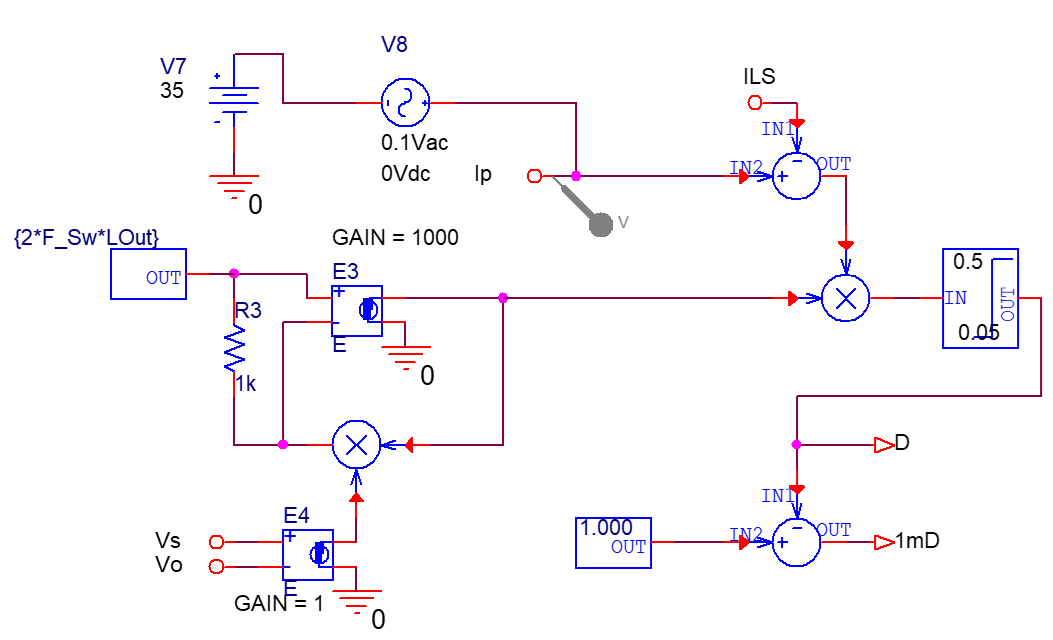 V8
V7
35
ILS
IN1
0.1Vac
0Vdc
Ip
IN2
OUT
0
V
{2*F_Sw*LOut}
OUT
GAIN = 1000
E3
R3
E
1k
0
0.5
IN
OUT
0.05
D
IN1
E4
1.000
OUT
IN2
OUT
1mD
Vs
Vo
E
GAIN = 1
0